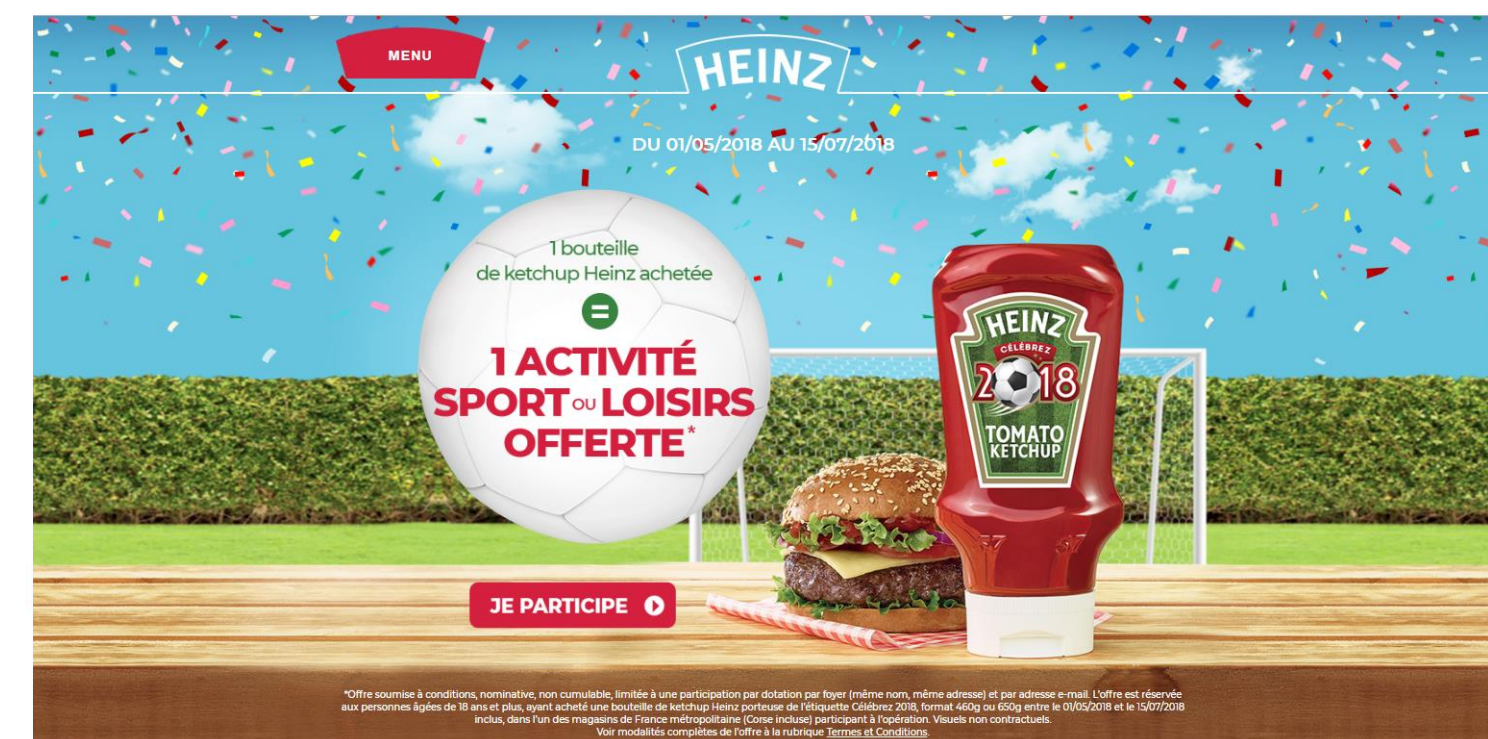 MENU
HEINZ
DU 01/05/2018 AU 15/07/2018
1 bouteille
de ketchup Heinz achetée
=
1 ACTIVITÉ
SPORT OU LOISIRS
OFFERTE*
HEINZ
CÉLÉBREZ
2018
TOMATO
KETCHUP
JE PARTICIPE
*Offre soumise à conditions, nominative, non cumulable, limitée à une participation par dotation par foyer (même nom, même adresse) et par adresse e-mail. L'offre est réservée
aux personnes âgées de 18 ans et plus, ayant acheté une bouteille de ketchup Heinz porteuse de l'étiquette Célébrez 2018, format 460g ou 650g entre le 01/05/2018 et le 15/07/2018
inclus, dans l'un des magasins de France métropolitaine (Corse incluse) participant à l'opération. Visuels non contractuels.
Voir modalités complètes de l'offre à la rubrique Termes et Conditions.